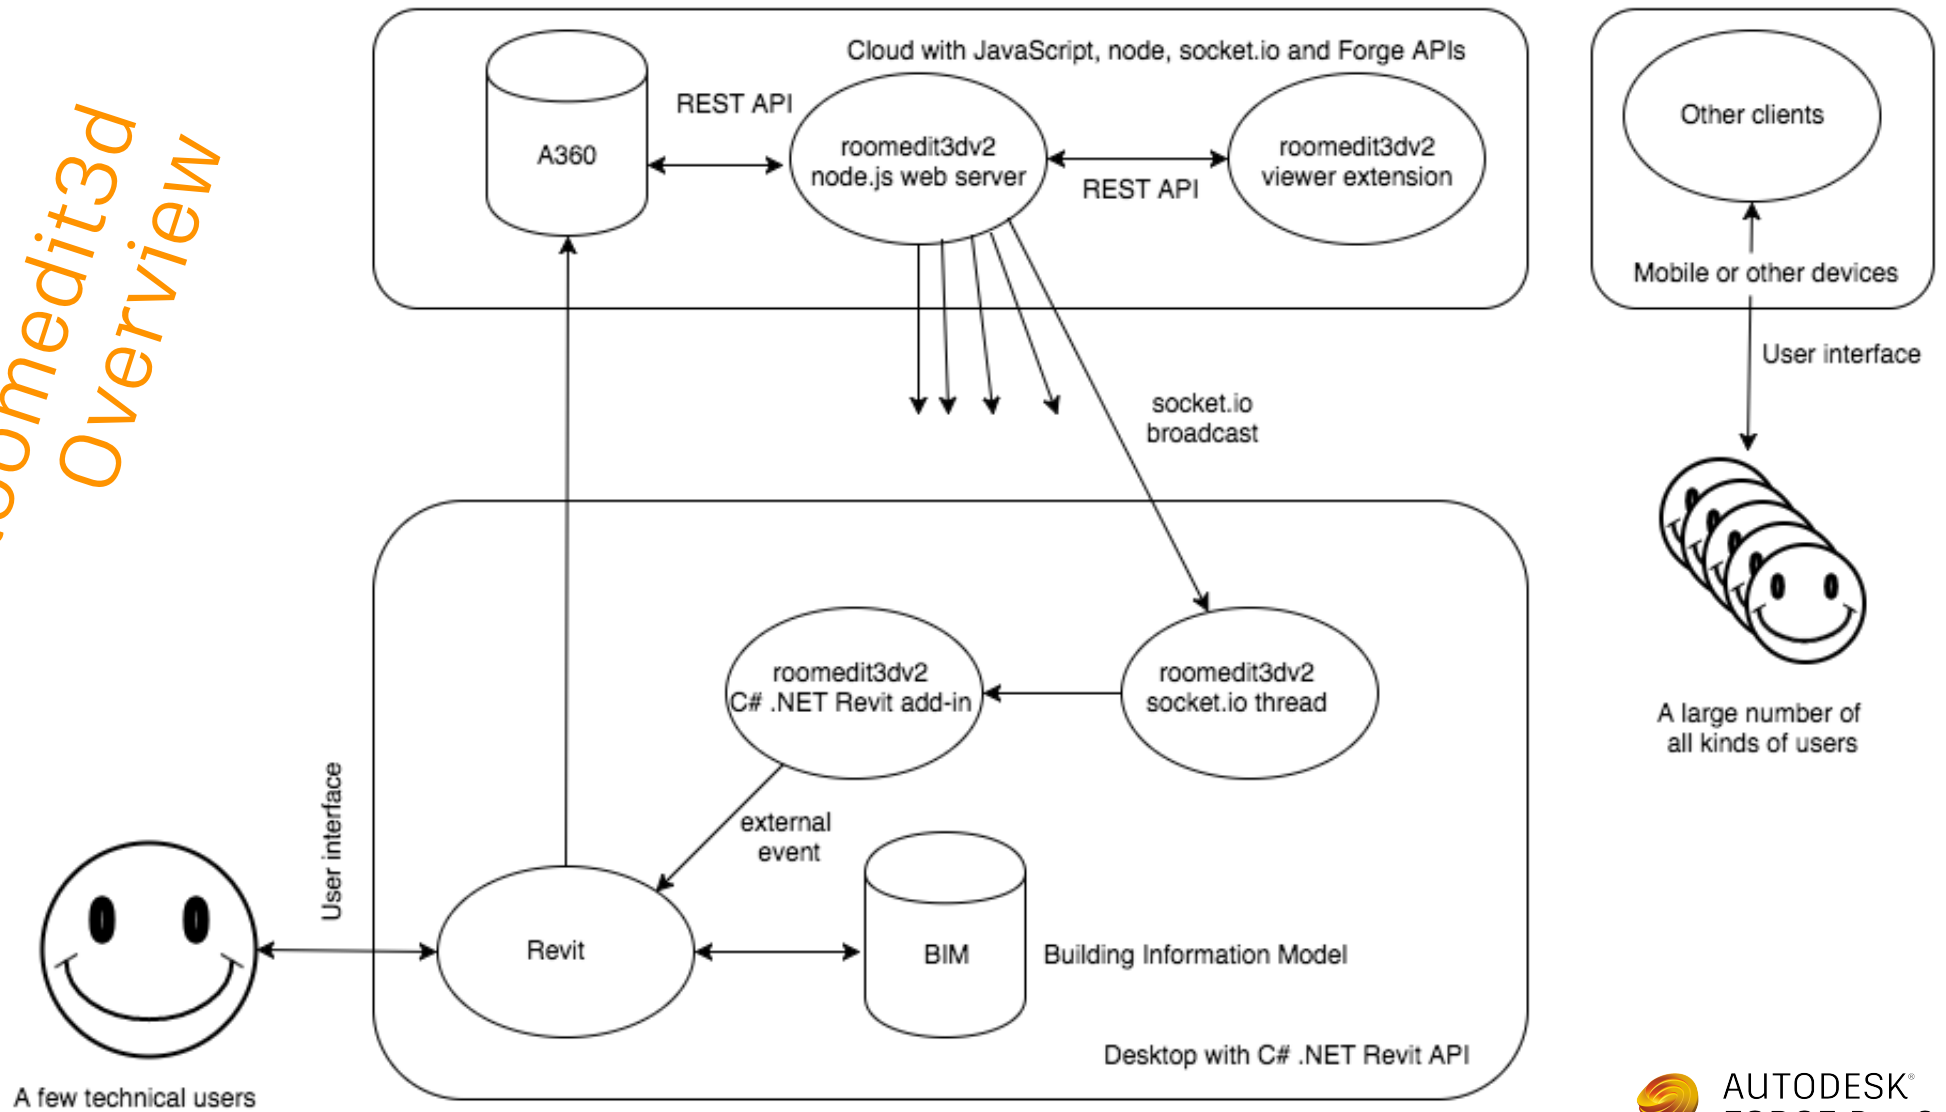 Overview
Cloud with JavaScript, node, socket.io and Forge APIs
A360
REST API
roomedit3dv2
node.js web server
REST API
roomedit3dv2
viewer extension
Other clients
Mobile or other devices
User interface
socket.io
broadcast
A large number of
all kinds of users
roomedit3dv2
C# .NET Revit add-in
roomedit3dv2
socket.io thread
external
event
User interface
Revit
BIM
Building Information Model
Desktop with C# .NET Revit API
A few technical users
AUTODESK®